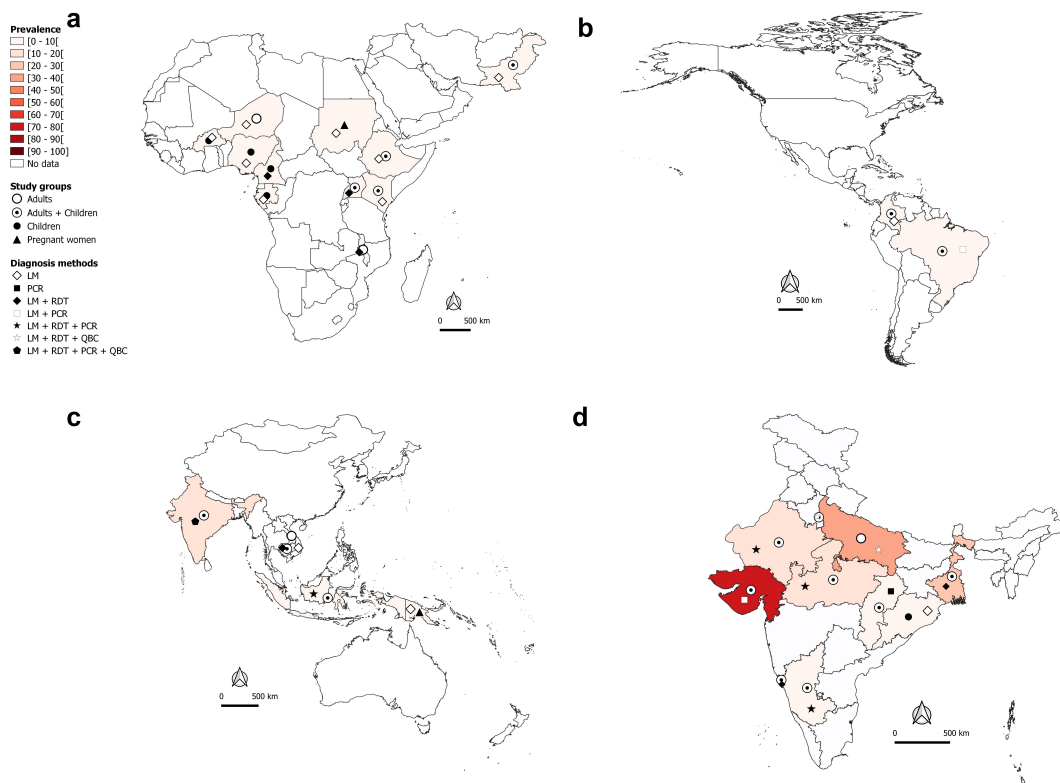 a
b
Prevalence
[0 - 10[
[10 - 20[
[20 - 30[
[30 - 40[
[40 - 50[
[50 - 60[
[60 - 70[
[70 - 80[
[80 - 90[
[90 - 100]
No data
Study groups
Adults
Adults + Children
Children
Pregnant women
Diagnosis methods
LM
PCR
LM + RDT
LM + PCR
LM + RDT + PCR
LM + RDT + QBC
LM + RDT + PCR + QBC
0 500 km
0 500 km
c
d
0 500 km
0 500 km